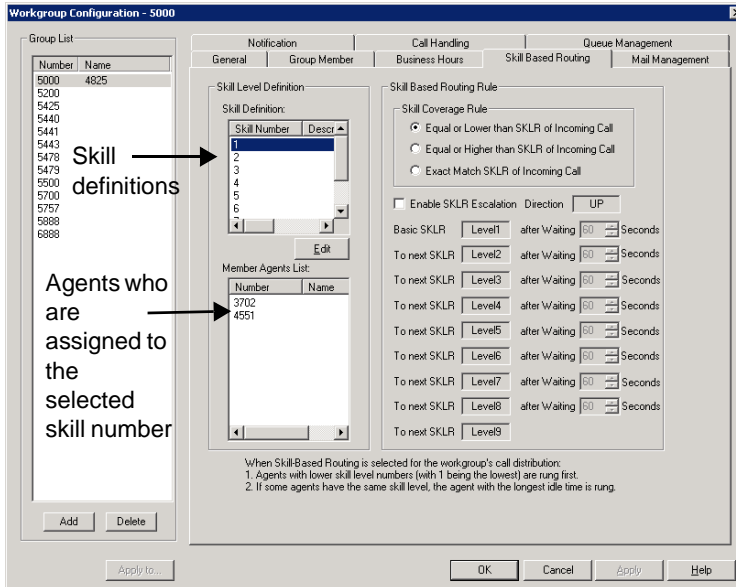 Workgroup Configuration - 5000
Group List
Number Name
5000 4825
5200
5425
5440
5441
5443
5478
5479
5500
5700
5757
5888
6888
Add Delete
Apply to...
Notification Call Handling Queue Management
General Group Member Business Hours Skill Based Routing Mail Management
Skill Level Definition
Skill Definition:
Skill Number Descr
1
2
3
4
5
6
Edit
Member Agents List:
Number Name
3702
4551
Skill definitions
Agents who are assigned to the selected skill number
Skill Based Routing Rule
Skill Coverage Rule
Equal or Lower than SKLR of Incoming Call
Equal or Higher than SKLR of Incoming Call
Exact Match SKLR of Incoming Call
Enable SKLR Escalation Direction UP
Basic SKLR Level1 after Waiting 60 Seconds
To next SKLR Level2 after Waiting 60 Seconds
To next SKLR Level3 after Waiting 60 Seconds
To next SKLR Level4 after Waiting 60 Seconds
To next SKLR Level5 after Waiting 60 Seconds
To next SKLR Level6 after Waiting 60 Seconds
To next SKLR Level7 after Waiting 60 Seconds
To next SKLR Level8 after Waiting 60 Seconds
To next SKLR Level9
When Skill-Based Routing is selected for the workgroup's call distribution:
1. Agents with lower skill level numbers (with 1 being the lowest) are rung first.
2. If some agents have the same skill level, the agent with the longest idle time is rung.
OK Cancel Apply Help